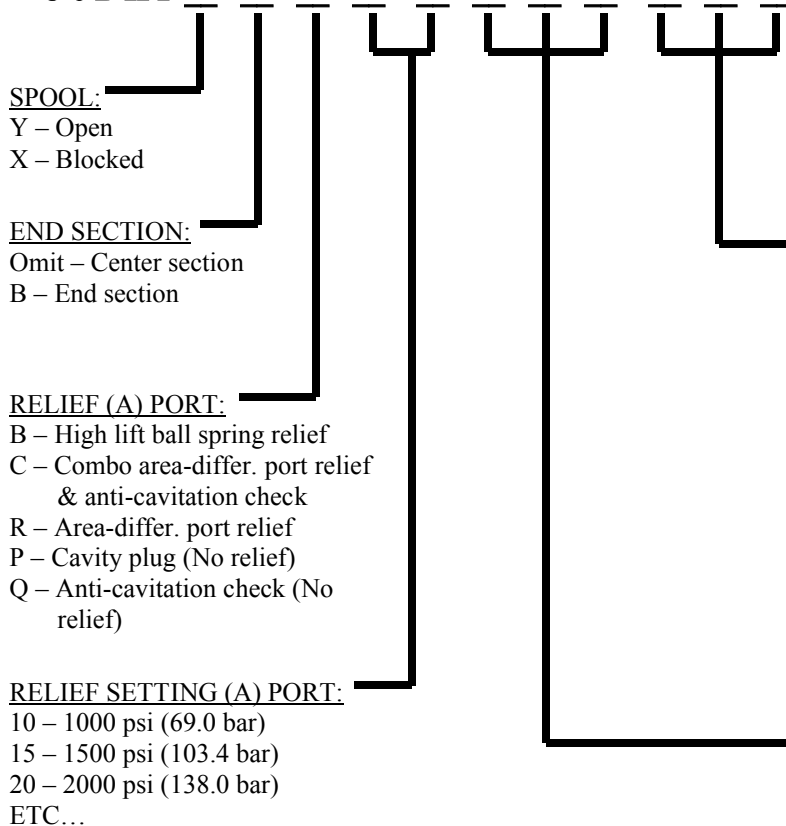 SPOOL:
Y – Open
X – Blocked
END SECTION:
Omit – Center section
B – End section
RELIEF (A) PORT:
B – High lift ball spring relief
C – Combo area-differ. port relief
& anti-cavitation check
R – Area-differ. port relief
P – Cavity plug (No relief)
Q – Anti-cavitation check (No
relief)
RELIEF SETTING (A) PORT:
10 – 1000 psi (69.0 bar)
15 – 1500 psi (103.4 bar)
20 – 2000 psi (138.0 bar)
ETC…